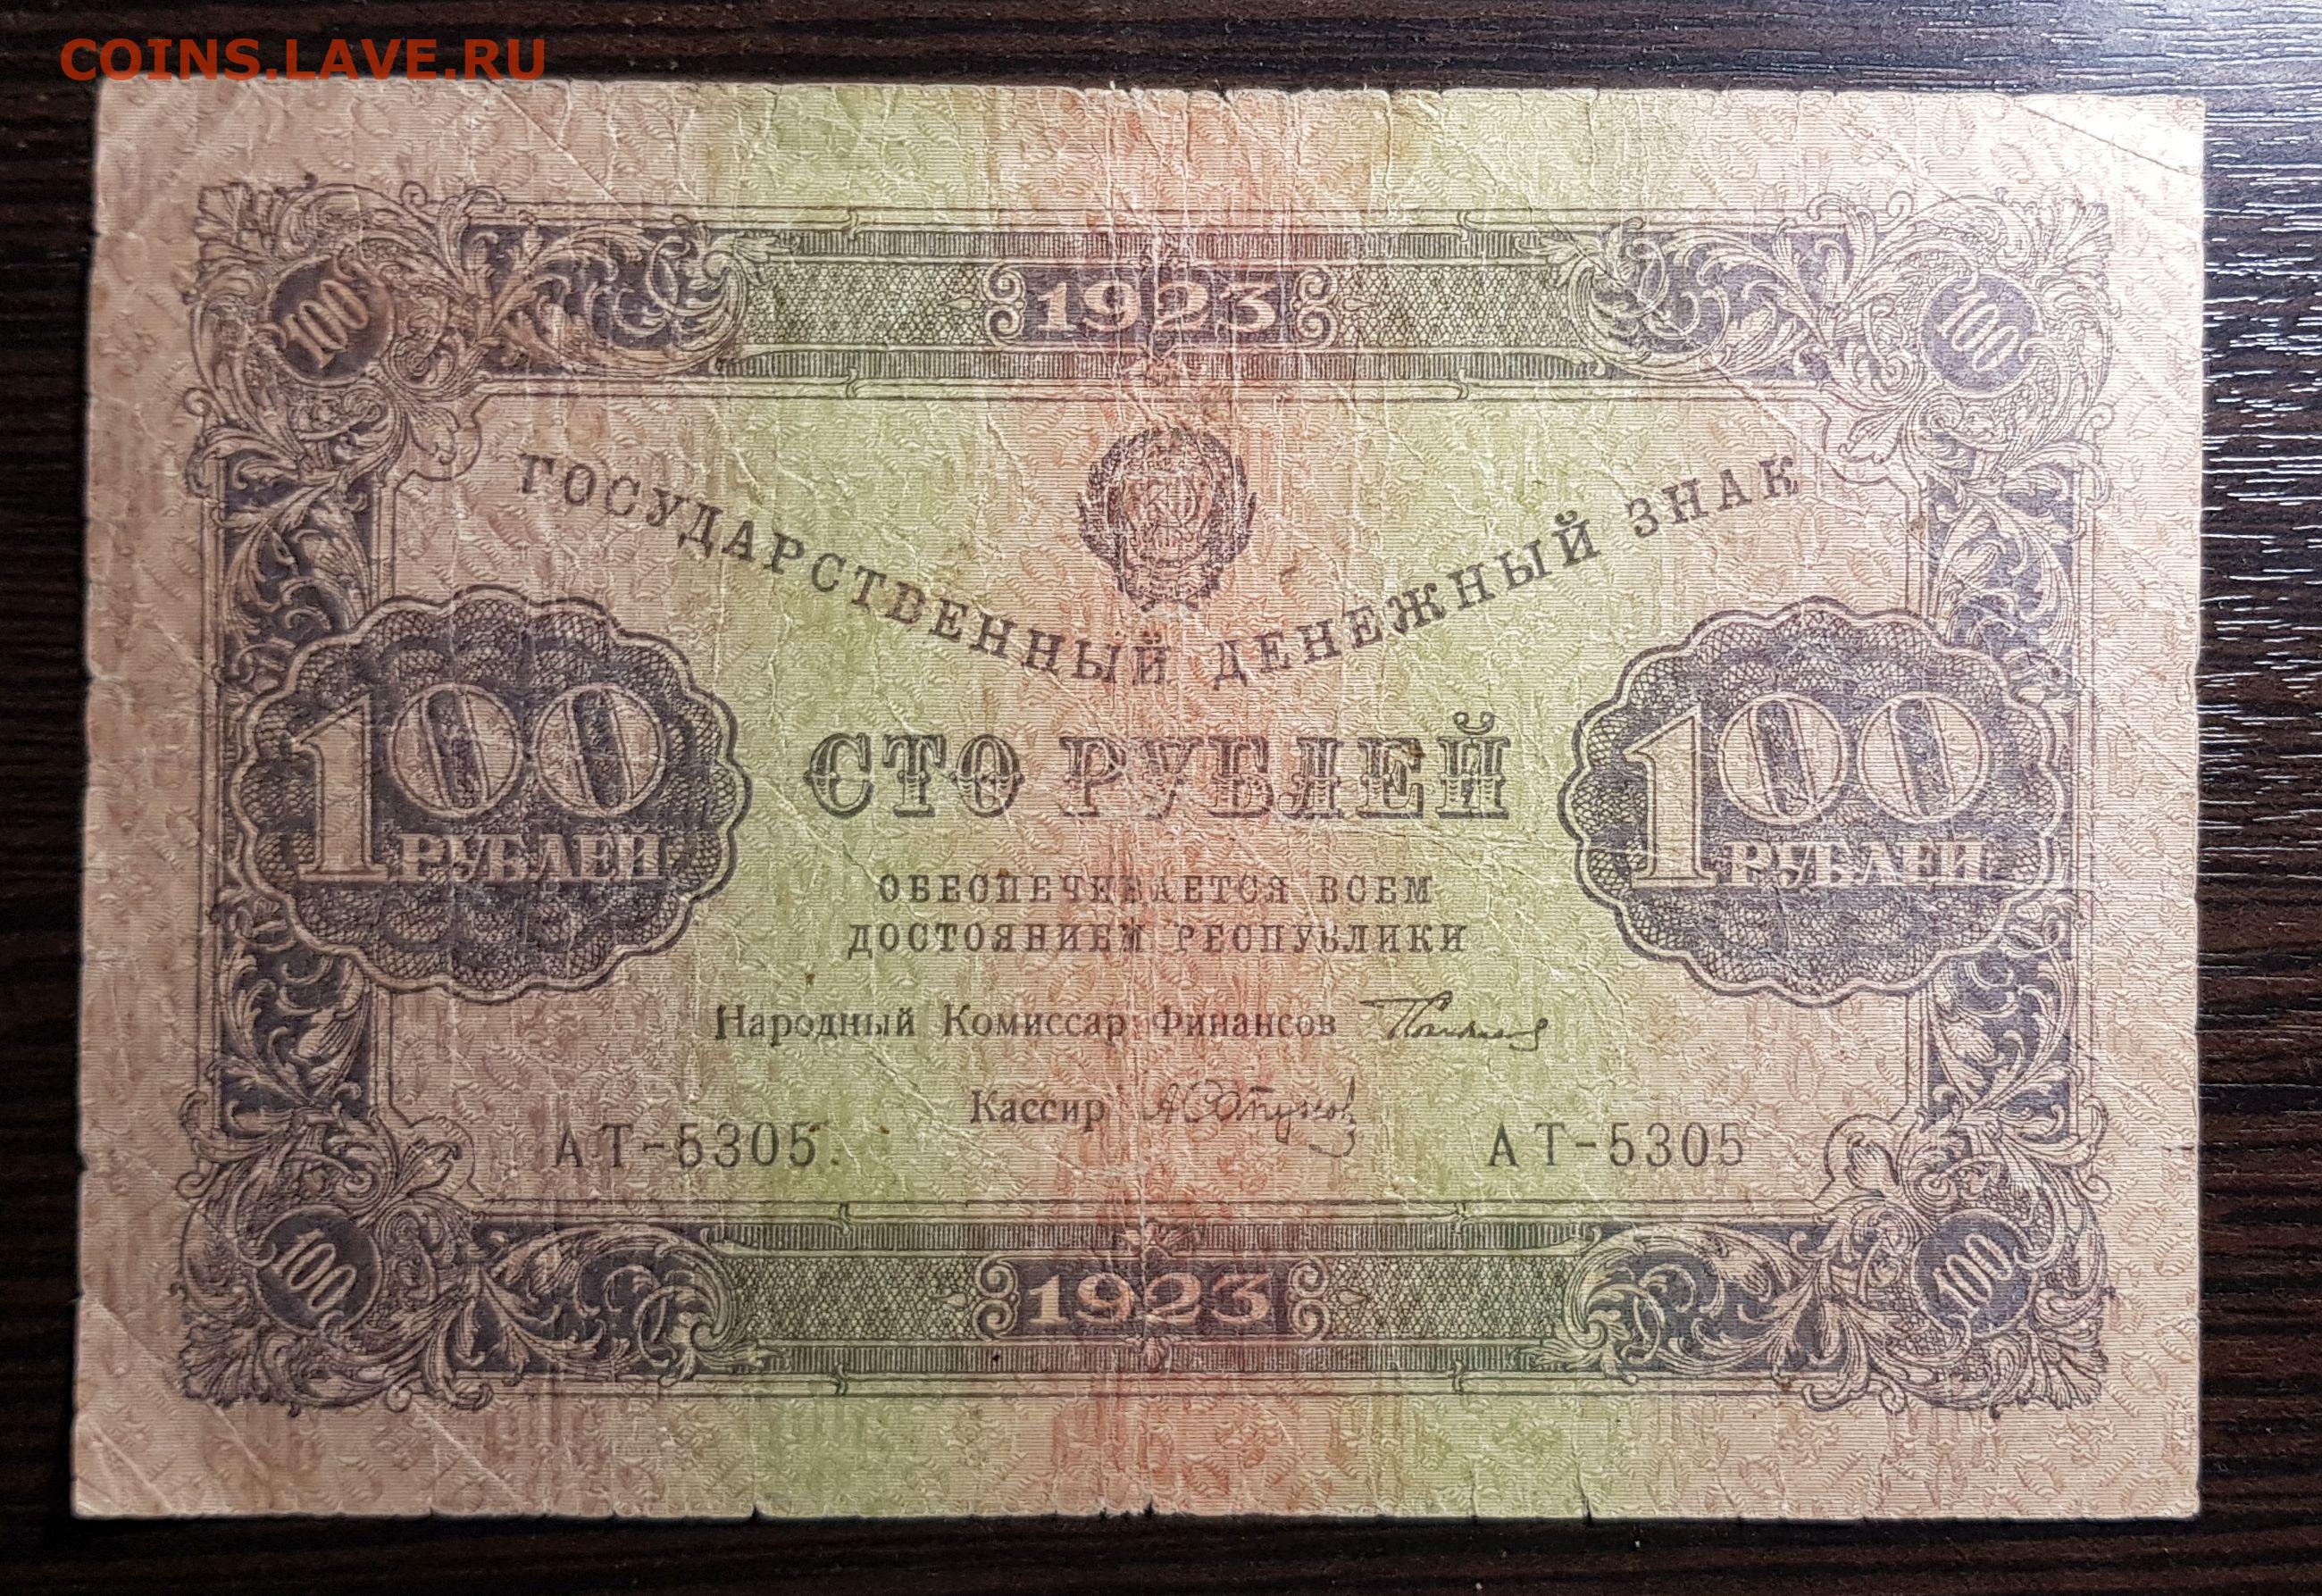 COINS.LAVE.RU
1923
100 100
ГОСУДАРСТВЕННЫЙ ДЕНЕЖНЫЙ ЗНАК
100 РУБЛЕЙ
СТО РУБЛЕЙ
100 РУБЛЕЙ
ОБЕСПЕЧИВАЕТСЯ ВСЕМ
ДОСТОЯНИЕМ РЕСПУБЛИКИ
Народный Комиссар Финансов
Кассир
АТ-5305. АТ-5305
100 100
1923